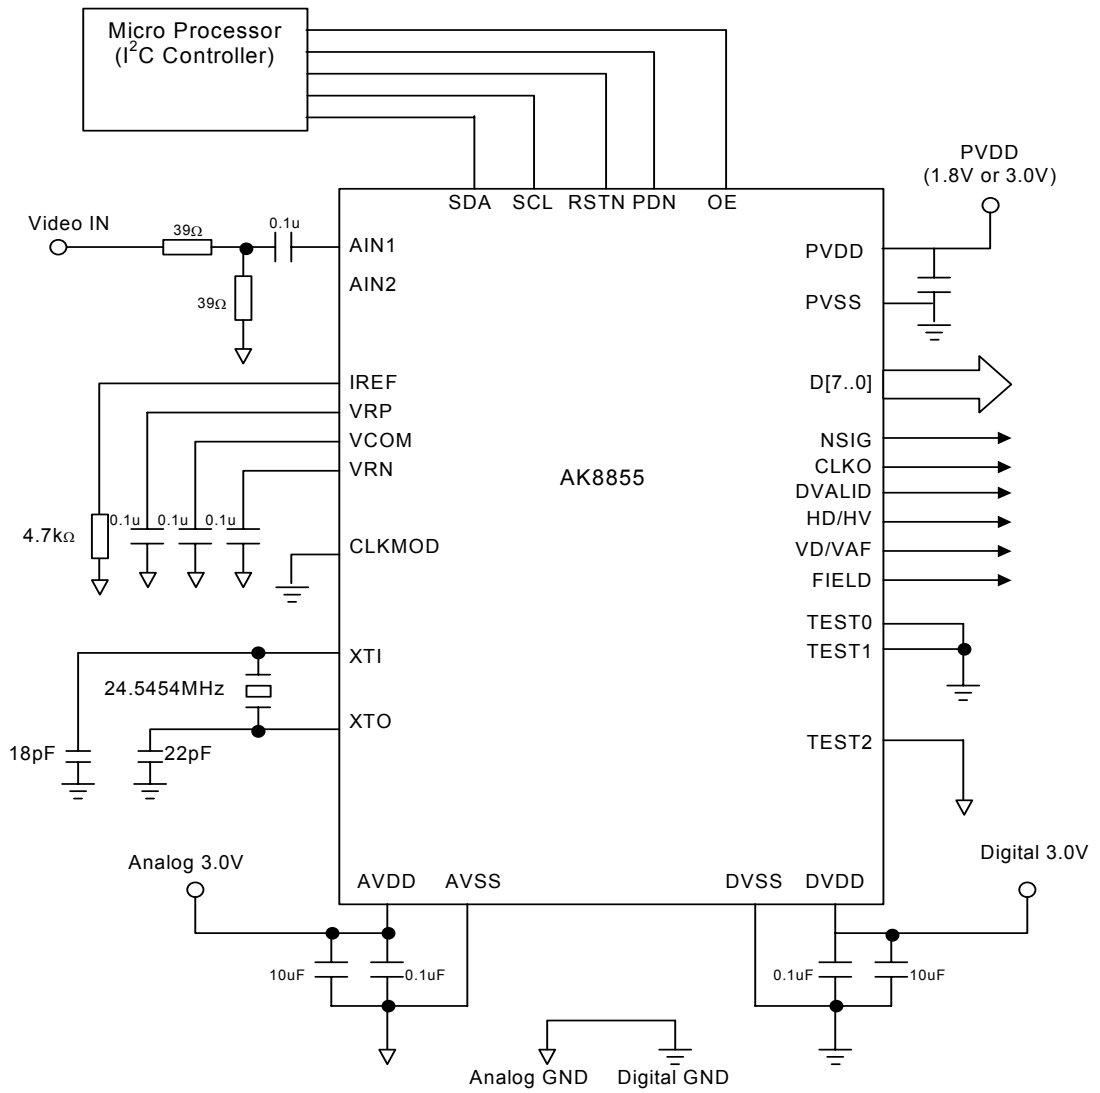 Micro Processor
(I²C Controller)
PVDD
(1.8V or 3.0V)
SDA SCL RSTN PDN OE
Video IN
39Ω
0.1u
AIN1
PVDD
AIN2
39Ω
PVSS
IREF
D[7..0]
VRP
VCOM
NSIG
VRN
CLKO
AK8855
DVALID
0.1u 0.1u 0.1u
HD/HV
4.7kΩ
CLKMOD
VD/VAF
FIELD
TEST0
XTI
TEST1
24.5454MHz
XTO
18pF
22pF
TEST2
Analog 3.0V
Digital 3.0V
AVDD AVSS DVSS DVDD
10uF 0.1uF 0.1uF 10uF
Analog GND Digital GND